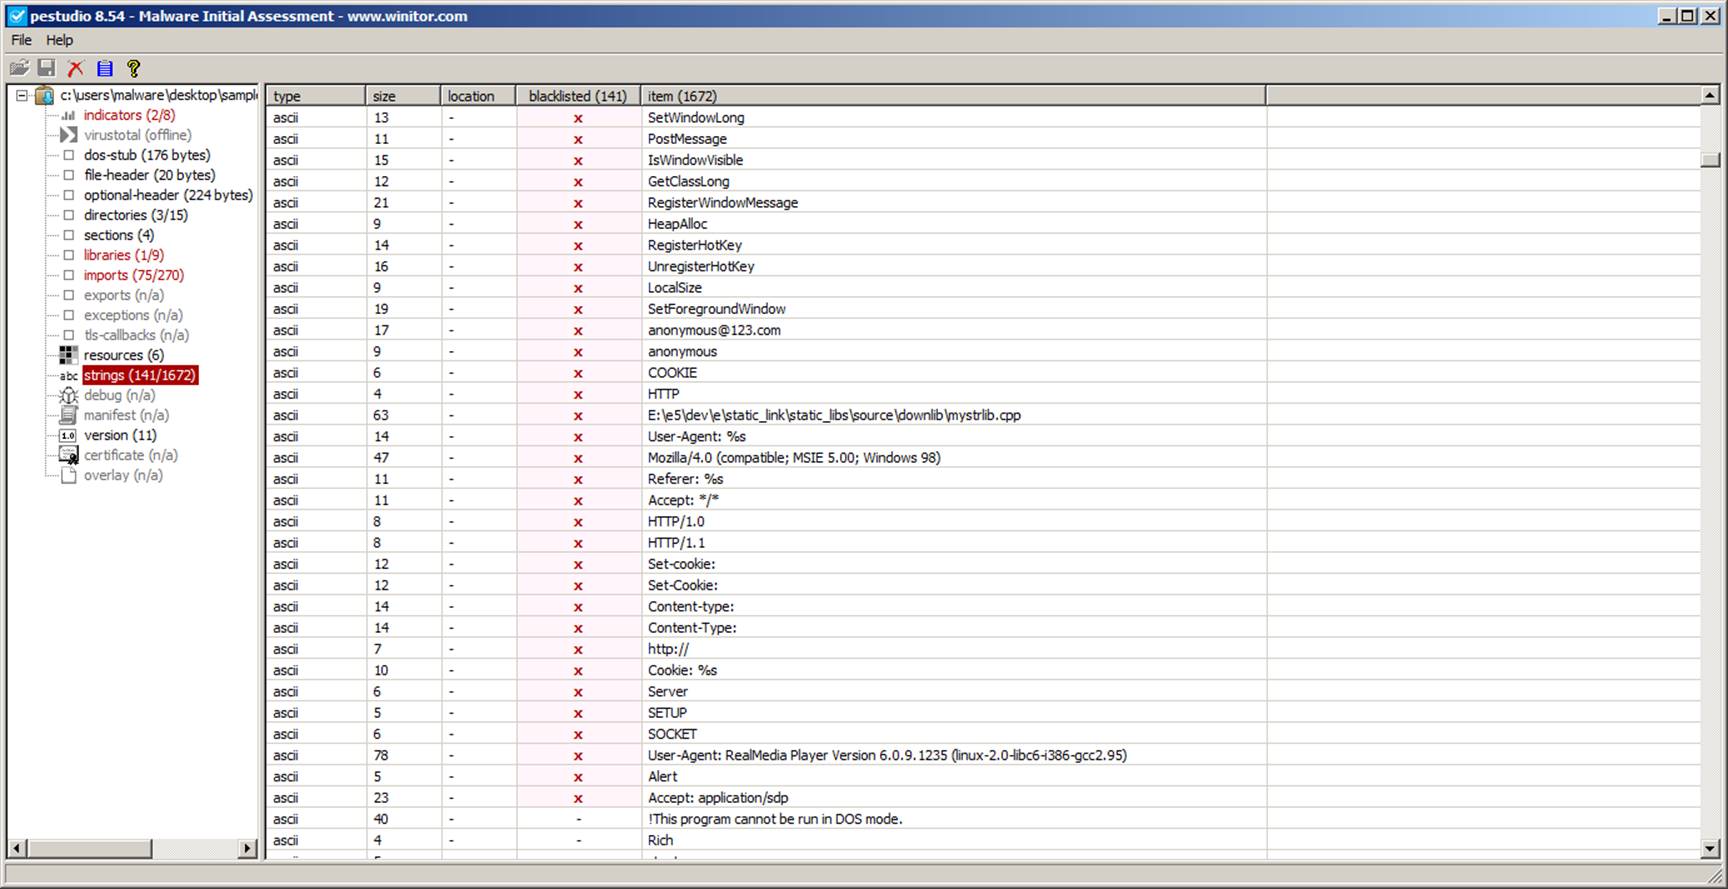 pestudio 8.54 - Malware Initial Assessment - www.winitor.com
File Help
c:\users\malware\desktop\sampl
indicators (2/8)
virustotal (offline)
dos-stub (176 bytes)
file-header (20 bytes)
optional-header (224 bytes)
directories (3/15)
sections (4)
libraries (1/9)
imports (75/270)
exports (n/a)
exceptions (n/a)
tls-callbacks (n/a)
resources (6)
abc strings (141/1672)
debug (n/a)
manifest (n/a)
1.0 version (11)
certificate (n/a)
overlay (n/a)
type size location blacklisted (141) item (1672)
ascii 13 - x SetWindowLong
ascii 11 - x PostMessage
ascii 15 - x IsWindowVisible
ascii 12 - x GetClassLong
ascii 21 - x RegisterWindowMessage
ascii 9 - x HeapAlloc
ascii 14 - x RegisterHotKey
ascii 16 - x UnregisterHotKey
ascii 9 - x LocalSize
ascii 19 - x SetForegroundWindow
ascii 17 - x anonymous@123.com
ascii 9 - x anonymous
ascii 6 - x COOKIE
ascii 4 - x HTTP
ascii 63 - x E:\e5\dev\e\static_link\static_libs\source\downlib\mystrlib.cpp
ascii 14 - x User-Agent: %s
ascii 47 - x Mozilla/4.0 (compatible; MSIE 5.00; Windows 98)
ascii 11 - x Referer: %s
ascii 11 - x Accept: */*
ascii 8 - x HTTP/1.0
ascii 8 - x HTTP/1.1
ascii 12 - x Set-cookie:
ascii 12 - x Set-Cookie:
ascii 14 - x Content-type:
ascii 14 - x Content-Type:
ascii 7 - x http://
ascii 10 - x Cookie: %s
ascii 6 - x Server
ascii 5 - x SETUP
ascii 6 - x SOCKET
ascii 78 - x User-Agent: RealMedia Player Version 6.0.9.1235 (linux-2.0-libc6-i386-gcc2.95)
ascii 5 - x Alert
ascii 23 - x Accept: application/sdp
ascii 40 - - !This program cannot be run in DOS mode.
ascii 4 - - Rich